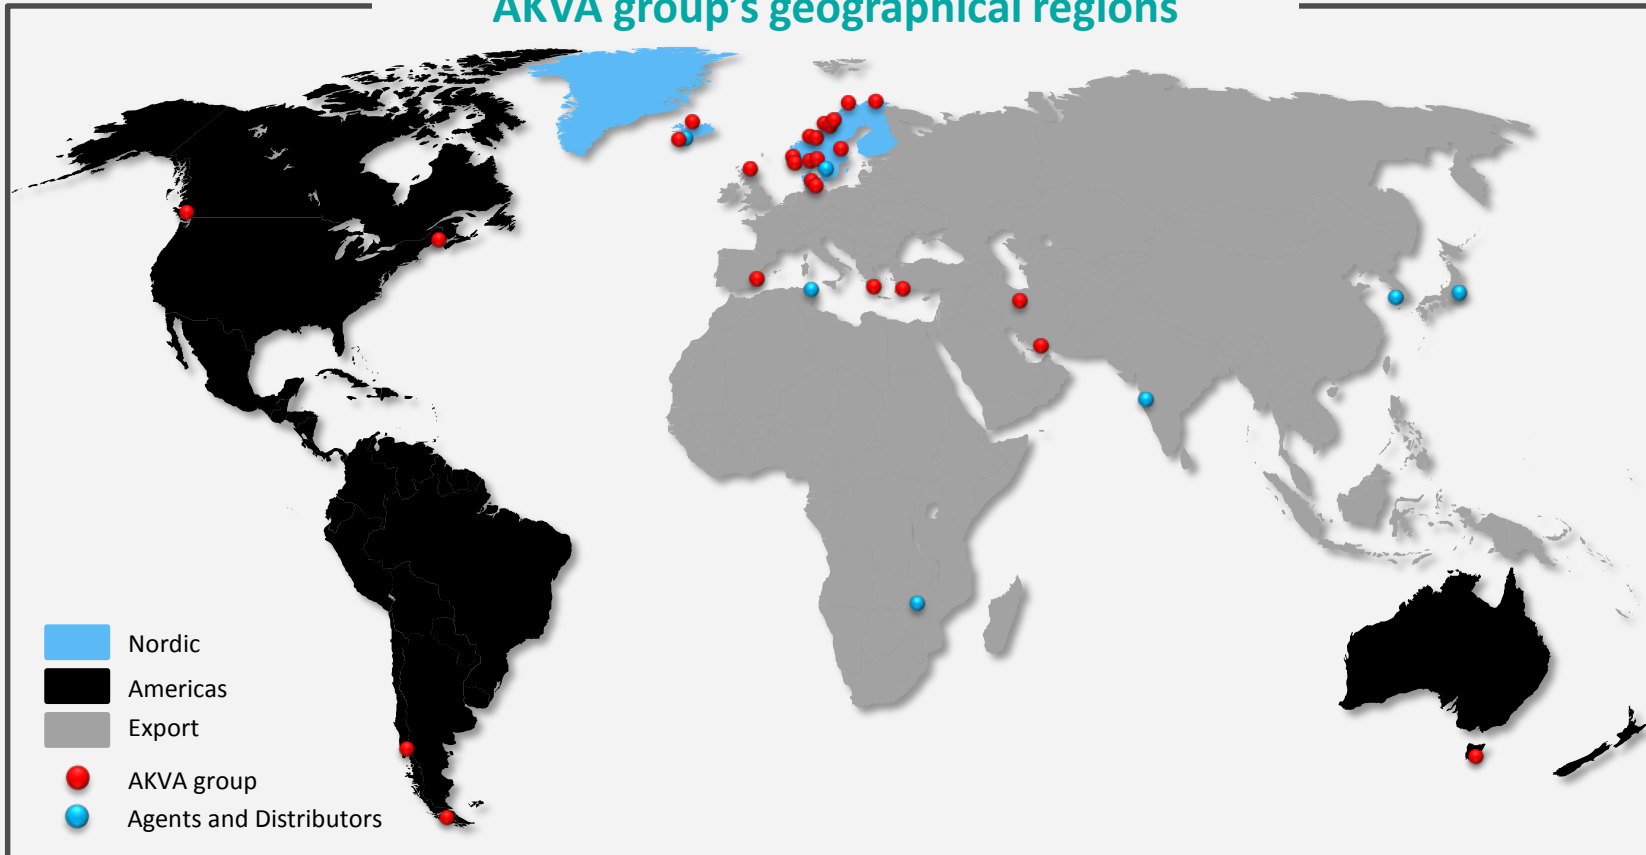 AKVA group's geographical regions
Nordic
Americas
Export
AKVA group
Agents and Distributors